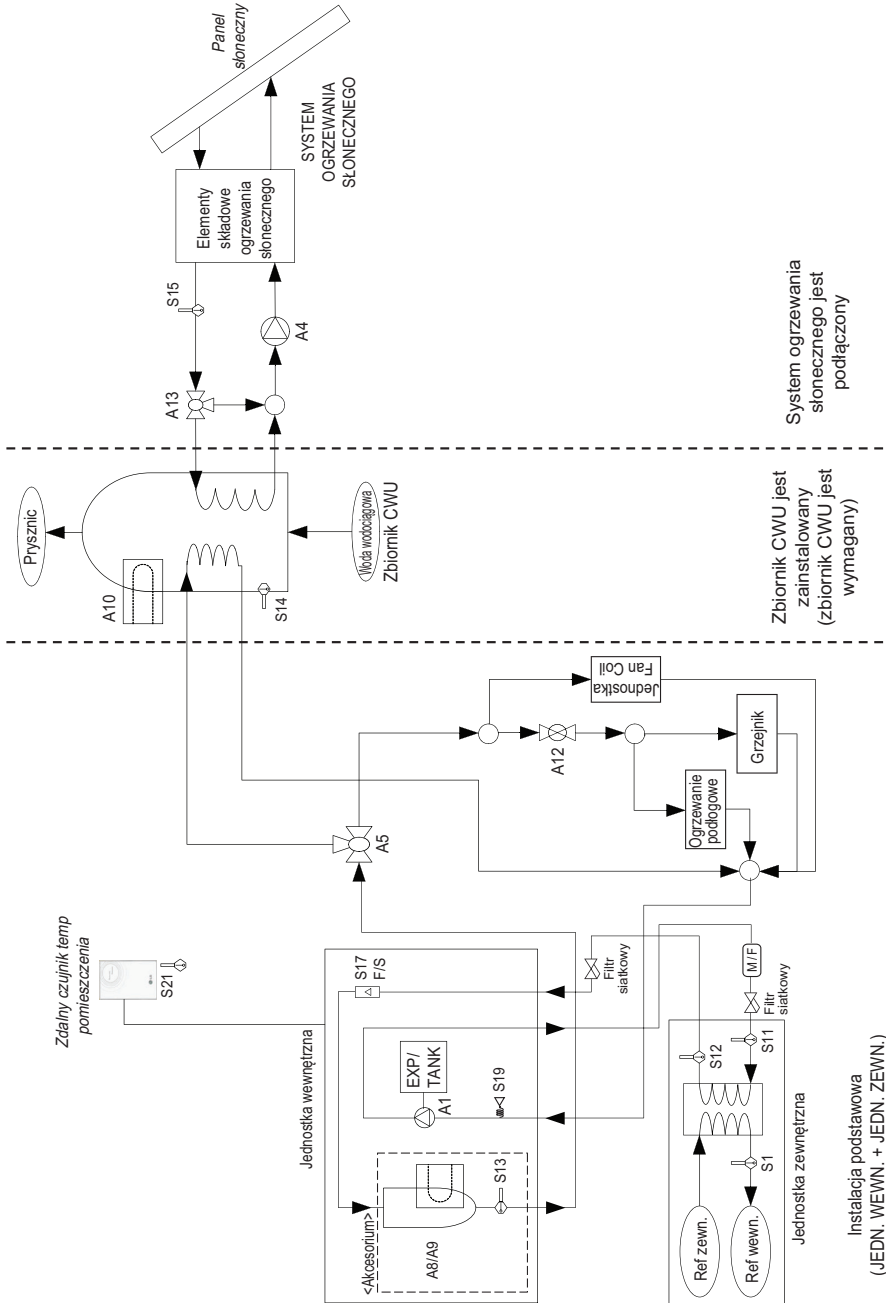 Zdalny czujnik temp
pomieszczenia
S21
Jednostka wewnętrzna
<Akcesorium>
A8/A9
S13
EXP/
TANK
A1
S19
S17
F/S
Filtr
siatkowy
M / F
Filtr
siatkowy
S12
S11
S1
Ref zewn.
Ref wewn.
Jednostka zewnętrzna
Instalacja podstawowa
(JEDN. WEWN. + JEDN. ZEWN.)
A5
A12
Jednostka
Fan Coil
Grzejnik
Ogrzewanie
podłogowe
Prysznic
A10
S14
Woda wodociągowa
Zbiornik CWU
Zbiornik CWU jest
zainstalowany
(zbiornik CWU jest
wymagany)
A13
S15
A4
Elementy
składowe
ogrzewania
słonecznego
Panel
słoneczny
SYSTEM
OGRZEWANIA
SŁONECZNEGO
System ogrzewania
słonecznego jest
podłączony